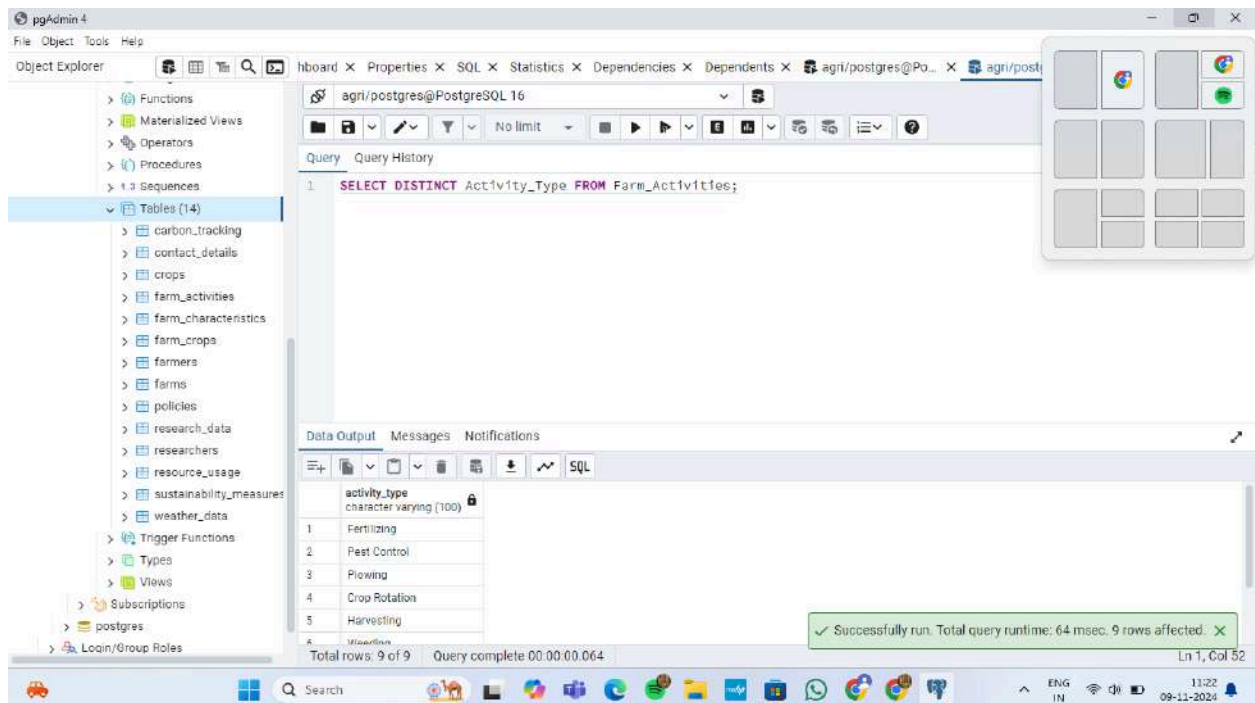 pgAdmin 4
File Object Tools Help
Object Explorer
hboard Properties SQL Statistics Dependencies Dependents agri/postgres@Po... agri/post
Functions
Materialized Views
Operators
Procedures
1..3 Sequences
Tables (14)
carbon_tracking
contact_details
crops
farm_activities
farm_characteristics
farm_crops
farmers
farms
policies
research_data
researchers
resource_usage
sustainability_measures
weather_data
Trigger Functions
Types
Views
Subscriptions
postgres
Login/Group Roles
agri/postgres@PostgreSQL 16
No limit
E
Query Query History
1 SELECT DISTINCT Activity_Type FROM Farm_Activities;
Data Output Messages Notifications
SQL
activity_type
character varying (100)
1 Fertilizing
2 Pest Control
3 Plowing
4 Crop Rotation
5 Harvesting
6 Weeding
Successfully run. Total query runtime: 64 msec. 9 rows affected.
Total rows: 9 of 9 Query complete 00:00:00.064
Ln 1, Col 52
Search
ENG
IN
11:22
09-11-2024